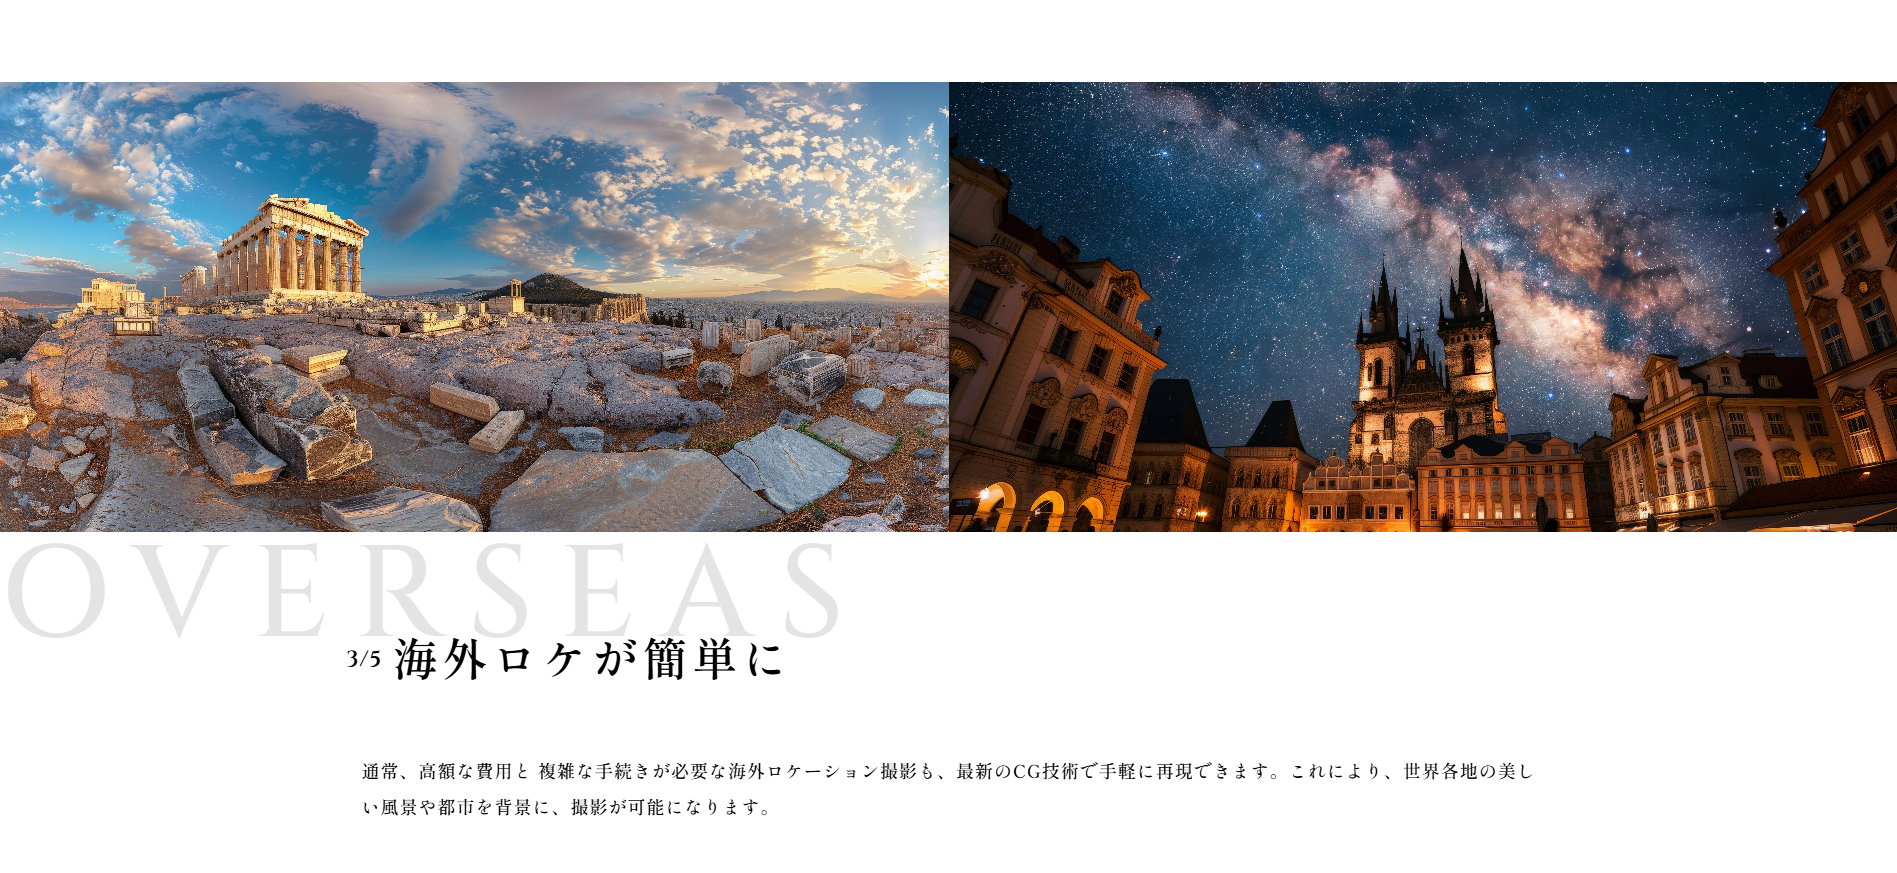 OVERSEAS
3/5 海外ロケが簡単に
通常、高額な費用と 複雑な手続きが必要な海外ロケーション撮影も、最新のCG技術で手軽に再現できます。これにより、世界各地の美し
い風景や都市を背景に、撮影が可能になります。